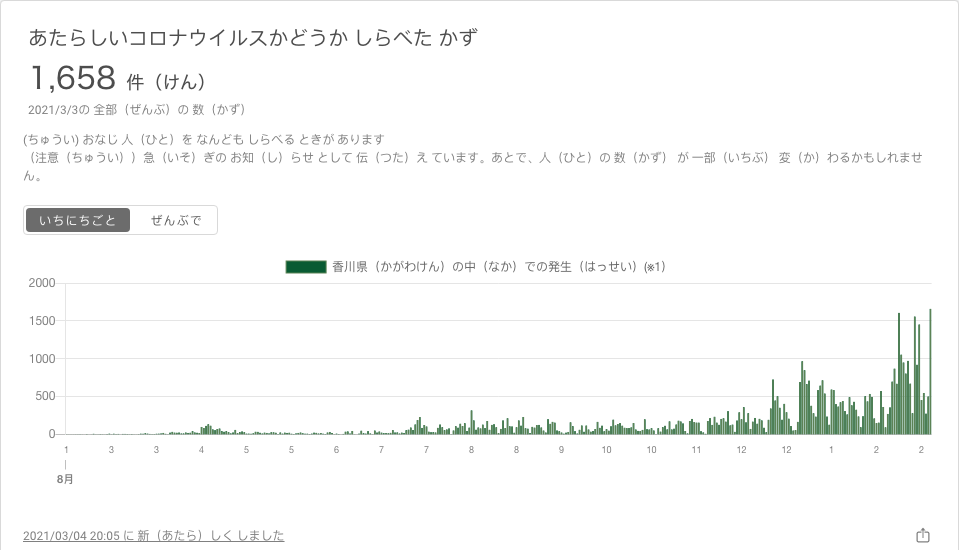 あたらしいコロナウイルスかどうか しらべた かず
1,658 件（けん）
2021/3/3の 全部（ぜんぶ）の 数（かず）
(ちゅうい) おなじ 人（ひと）を なんども しらべる ときが あります
（注意（ちゅうい））急（いそ）ぎの お知（し）らせ として 伝（つた）え ています。あとで、人（ひと）の 数（かず） が 一部（いちぶ） 変（か）わるかもしれませ
ん。
いちにちごと ぜんぶで
香川県（かがわけん）の中（なか）での発生（はっせい）(※1)
2000
1500
1000
500
0
1 3 3 4 5 5 6 7 7 8 8 9 10 10 11 12 12 1 2 2
8月
2021/03/04 20:05 に 新（あたら）しく しました